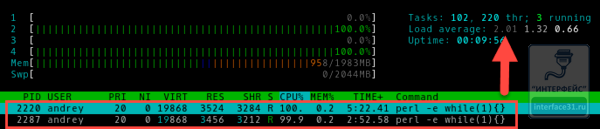 1 [ 0.0%]
2 [||||||||||||||||||||||||||||||||||||||||||100.0%]
3 [ 0.0%]
4 [||||||||||||||||||||||||||||||||||||||||||100.0%]
Mem[||||||||||||||||||||||||||||||||||958/1983MB]
Swp[ 0/2044MB]
Tasks: 102, 220 thr; 3 running
Load average: 2.01 1.32 0.66
Uptime: 00:09:56
"ИНТЕРФЕЙС"
interface31.ru
PID USER PRI NI VIRT RES SHR S CPU% MEM% TIME+ Command
2220 andrey 20 0 19868 3524 3284 R 100. 0.2 5:22.41 perl -e while(1){}
2287 andrey 20 0 19868 3456 3212 R 99.9 0.2 2:52.58 perl -e while(1){}